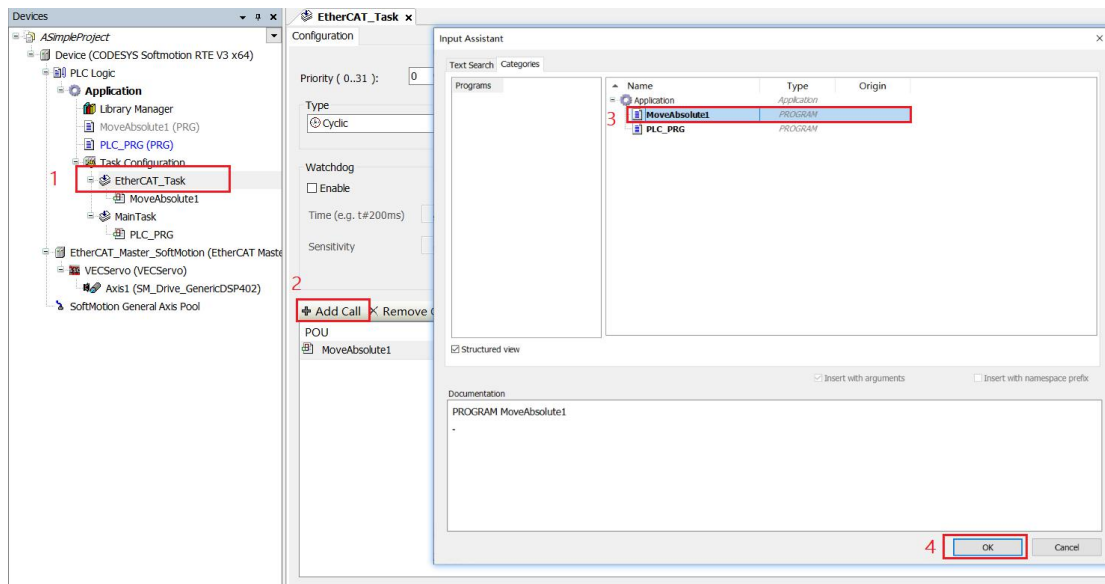 Devices
ASimpleProject
Device (CODESYS Softmotion RTE V3 x64)
PLC Logic
Application
Library Manager
MoveAbsolute1 (PRG)
PLC_PRG (PRG)
Task Configuration
1
EtherCAT_Task
MoveAbsolute1
MainTask
PLC_PRG
EtherCAT_Master_SoftMotion (EtherCAT Maste
VECServo (VECServo)
Axis1 (SM_Drive_GenericDSP402)
SoftMotion General Axis Pool
EtherCAT_Task x
Configuration
Priority ( 0..31 ): 0
Type
Cyclic
Watchdog
Enable
Time (e.g. t#200ms)
Sensitivity
2
Add Call
Remove
POU
MoveAbsolute1
Input Assistant
Text Search Categories
Programs
Name Type Origin
Application Application
3
MoveAbsolute1 PROGRAM
PLC_PRG PROGRAM
Structured view
Insert with arguments Insert with namespace prefix
Documentation
PROGRAM MoveAbsolute1
-
4
OK Cancel